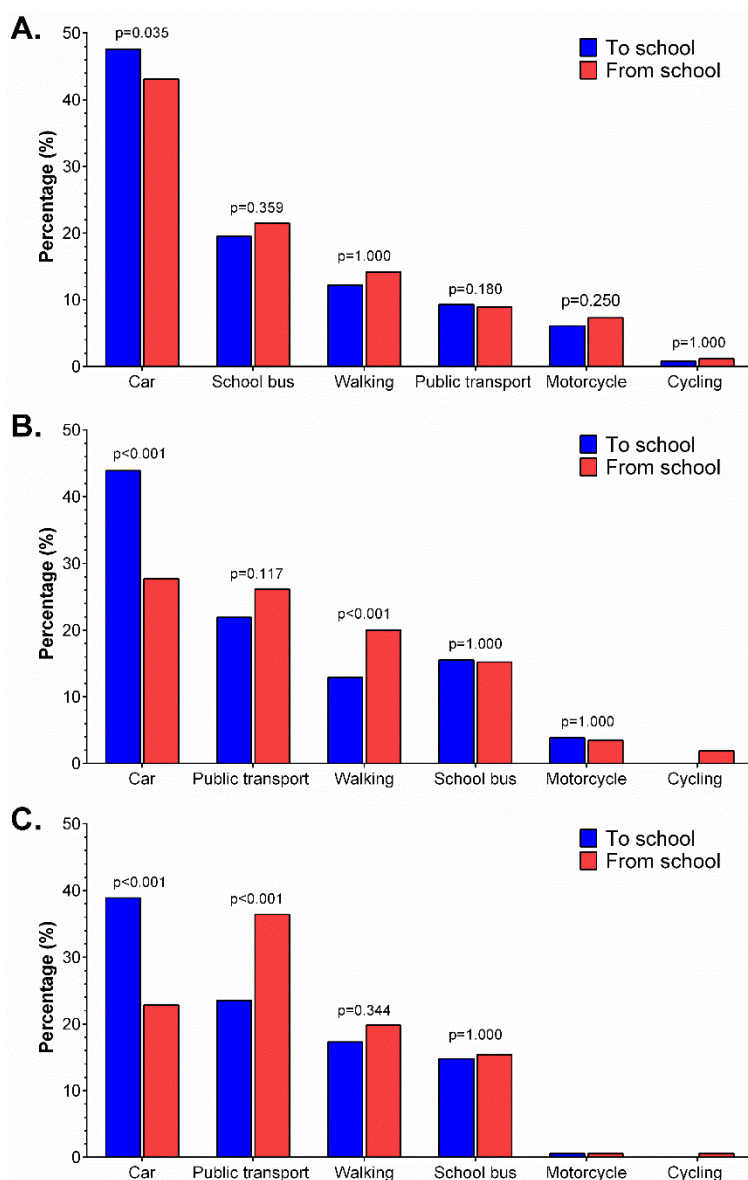 A.
50
p=0.035
To school
From school
40
Percentage (%)
30
p=0.359
20
p=1.000
p=0.180
p=0.250
10
p=1.000
0
Car School bus Walking Public transport Motorcycle Cycling
B.
50
p<0.001
To school
From school
40
Percentage (%)
30
p=0.117
p<0.001
20
p=1.000
10
p=1.000
0
Car Public transport Walking School bus Motorcycle Cycling
C.
50
To school
From school
p<0.001 p<0.001
40
Percentage (%)
30
p=0.344
20
p=1.000
10
0
Car Public transport Walking School bus Motorcycle Cycling